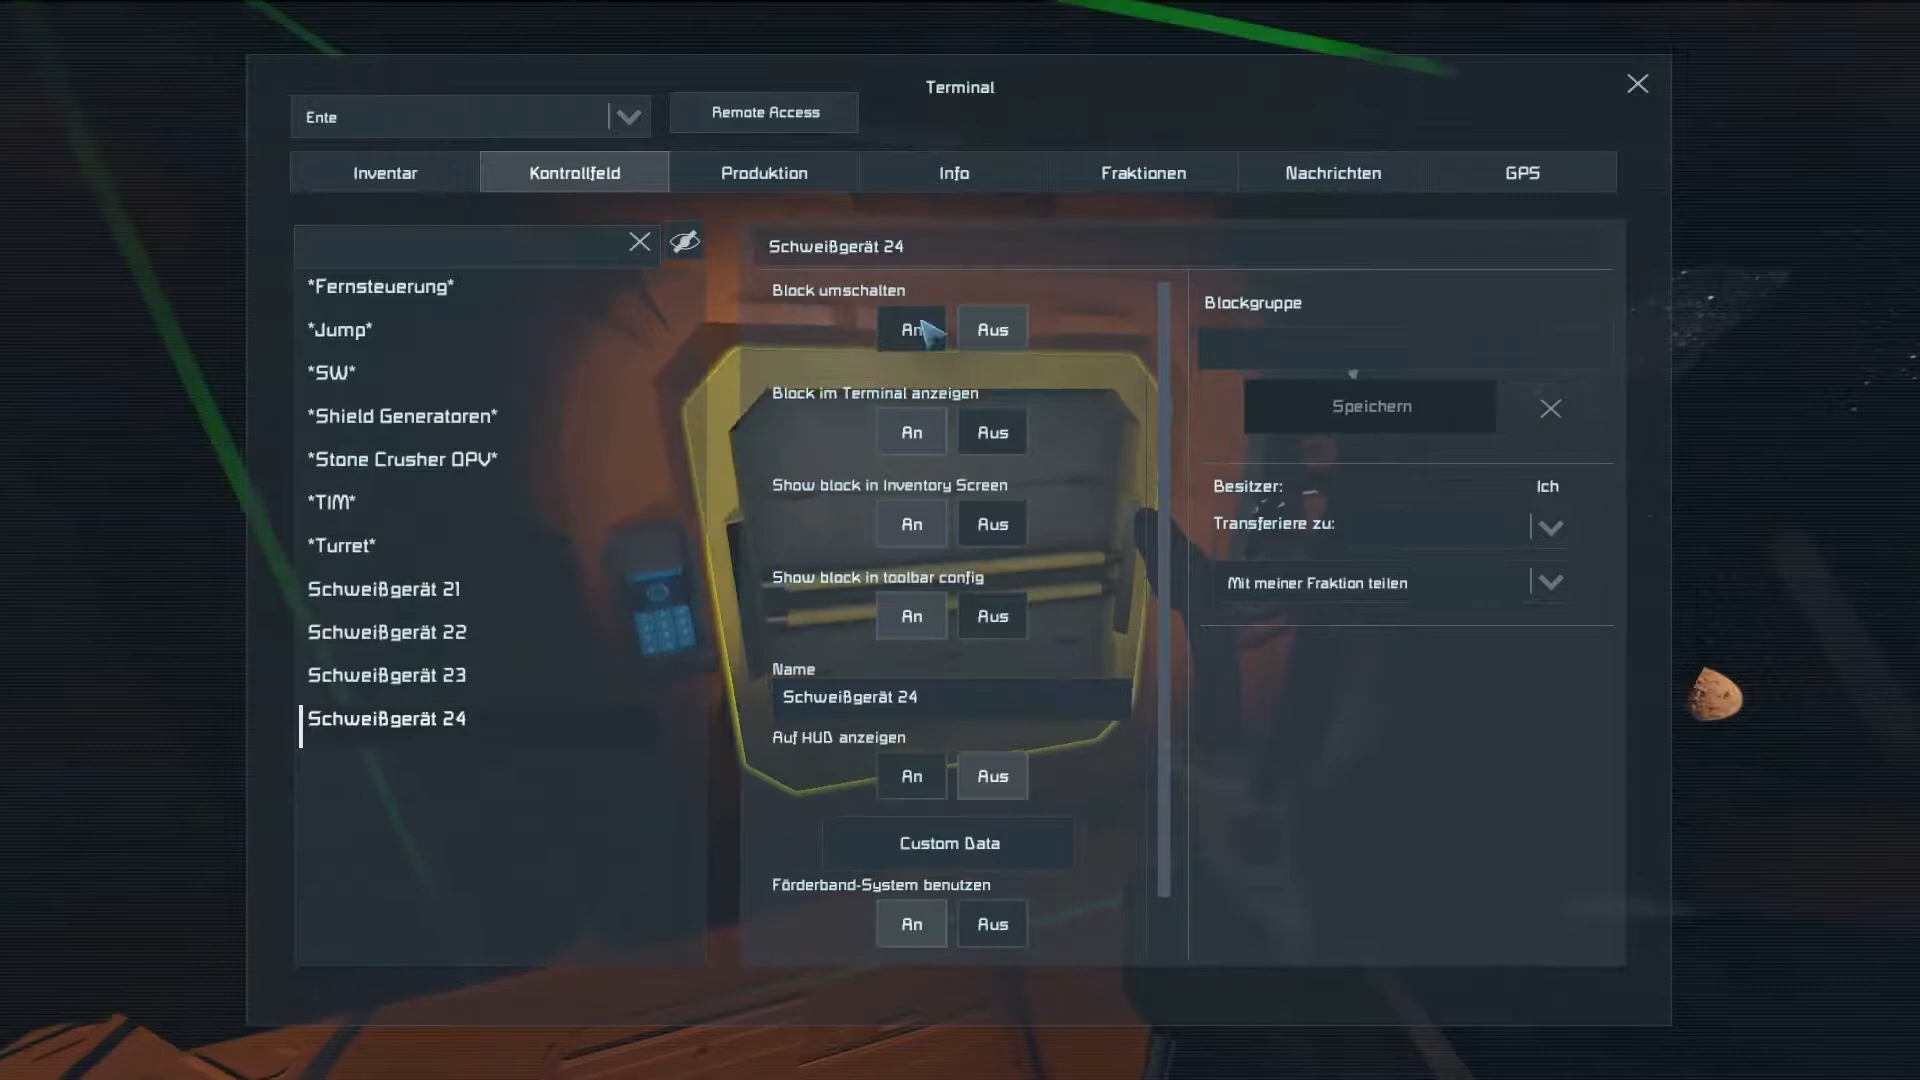 Terminal
Ente
Remote Access
Inventar
Kontrollfeld
Produktion
Info
Fraktionen
Nachrichten
GPS
*Fernsteuerung*
*Jump*
*SW*
*Shield Generatoren*
*Stone Crusher OPV*
*TIM*
*Turret*
Schweißgerät 21
Schweißgerät 22
Schweißgerät 23
Schweißgerät 24
Schweißgerät 24
Block umschalten
An Aus
Block im Terminal anzeigen
An Aus
Show block in Inventory Screen
An Aus
Show block in toolbar config
An Aus
Name
Schweißgerät 24
Auf HUD anzeigen
An Aus
Custom Data
Förderband-System benutzen
An Aus
Blockgruppe
Speichern
Besitzer: Ich
Transferiere zu:
Mit meiner Fraktion teilen